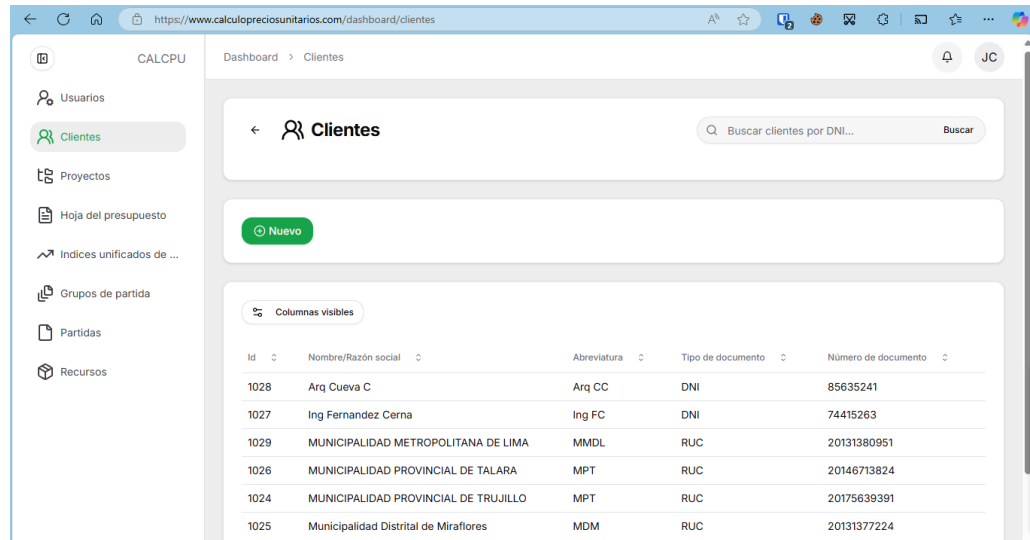 https://www.calculopreciosunitarios.com/dashboard/clientes
CALCPU
Dashboard > Clientes
JC
Usuarios
Clientes
Proyectos
Hoja del presupuesto
Indices unificados de ...
Grupos de partida
Partidas
Recursos
Clientes
Buscar clientes por DNI...
Buscar
Nuevo
Columnas visibles
Id Nombre/Razón social Abreviatura Tipo de documento Número de documento
1028 Arq Cueva C Arq CC DNI 85635241
1027 Ing Fernandez Cerna Ing FC DNI 74415263
1029 MUNICIPALIDAD METROPOLITANA DE LIMA MMDL RUC 20131380951
1026 MUNICIPALIDAD PROVINCIAL DE TALARA MPT RUC 20146713824
1024 MUNICIPALIDAD PROVINCIAL DE TRUJILLO MPT RUC 20175639391
1025 Municipalidad Distrital de Miraflores MDM RUC 20131377224